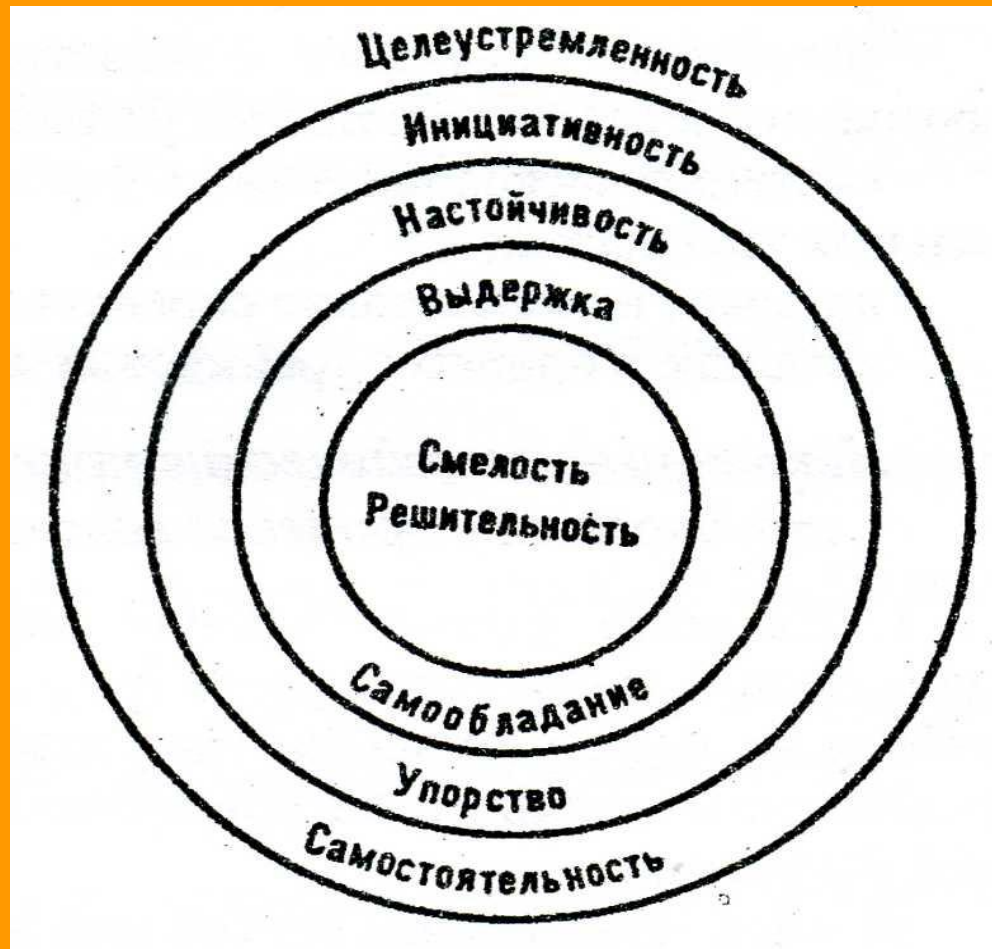 Целеустремленность
Инициативность
Настойчивость
Выдержка
Смелость
Решительность
Самообладание
Упорство
Самостоятельность